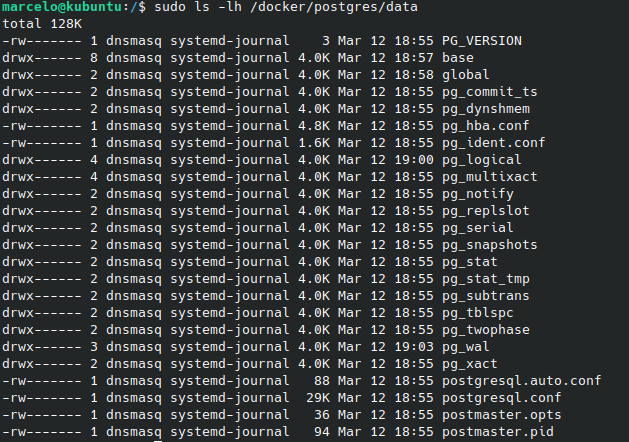 marcelo@kubuntu:/$ sudo ls -lh /docker/postgres/data
total 128K
-rw------- 1 dnsmasq systemd-journal    3 Mar 12 18:55 PG_VERSION
drwx------ 8 dnsmasq systemd-journal 4.0K Mar 12 18:57 base
drwx------ 2 dnsmasq systemd-journal 4.0K Mar 12 18:58 global
drwx------ 2 dnsmasq systemd-journal 4.0K Mar 12 18:55 pg_commit_ts
drwx------ 2 dnsmasq systemd-journal 4.0K Mar 12 18:55 pg_dynshmem
-rw------- 1 dnsmasq systemd-journal 4.8K Mar 12 18:55 pg_hba.conf
-rw------- 1 dnsmasq systemd-journal 1.6K Mar 12 18:55 pg_ident.conf
drwx------ 4 dnsmasq systemd-journal 4.0K Mar 12 19:00 pg_logical
drwx------ 4 dnsmasq systemd-journal 4.0K Mar 12 18:55 pg_multixact
drwx------ 2 dnsmasq systemd-journal 4.0K Mar 12 18:55 pg_notify
drwx------ 2 dnsmasq systemd-journal 4.0K Mar 12 18:55 pg_replslot
drwx------ 2 dnsmasq systemd-journal 4.0K Mar 12 18:55 pg_serial
drwx------ 2 dnsmasq systemd-journal 4.0K Mar 12 18:55 pg_snapshots
drwx------ 2 dnsmasq systemd-journal 4.0K Mar 12 18:55 pg_stat
drwx------ 2 dnsmasq systemd-journal 4.0K Mar 12 18:55 pg_stat_tmp
drwx------ 2 dnsmasq systemd-journal 4.0K Mar 12 18:55 pg_subtrans
drwx------ 2 dnsmasq systemd-journal 4.0K Mar 12 18:55 pg_tblspc
drwx------ 2 dnsmasq systemd-journal 4.0K Mar 12 18:55 pg_twophase
drwx------ 3 dnsmasq systemd-journal 4.0K Mar 12 19:03 pg_wal
drwx------ 2 dnsmasq systemd-journal 4.0K Mar 12 18:55 pg_xact
-rw------- 1 dnsmasq systemd-journal   88 Mar 12 18:55 postgresql.auto.conf
-rw------- 1 dnsmasq systemd-journal  29K Mar 12 18:55 postgresql.conf
-rw------- 1 dnsmasq systemd-journal   36 Mar 12 18:55 postmaster.opts
-rw------- 1 dnsmasq systemd-journal   94 Mar 12 18:55 postmaster.pid